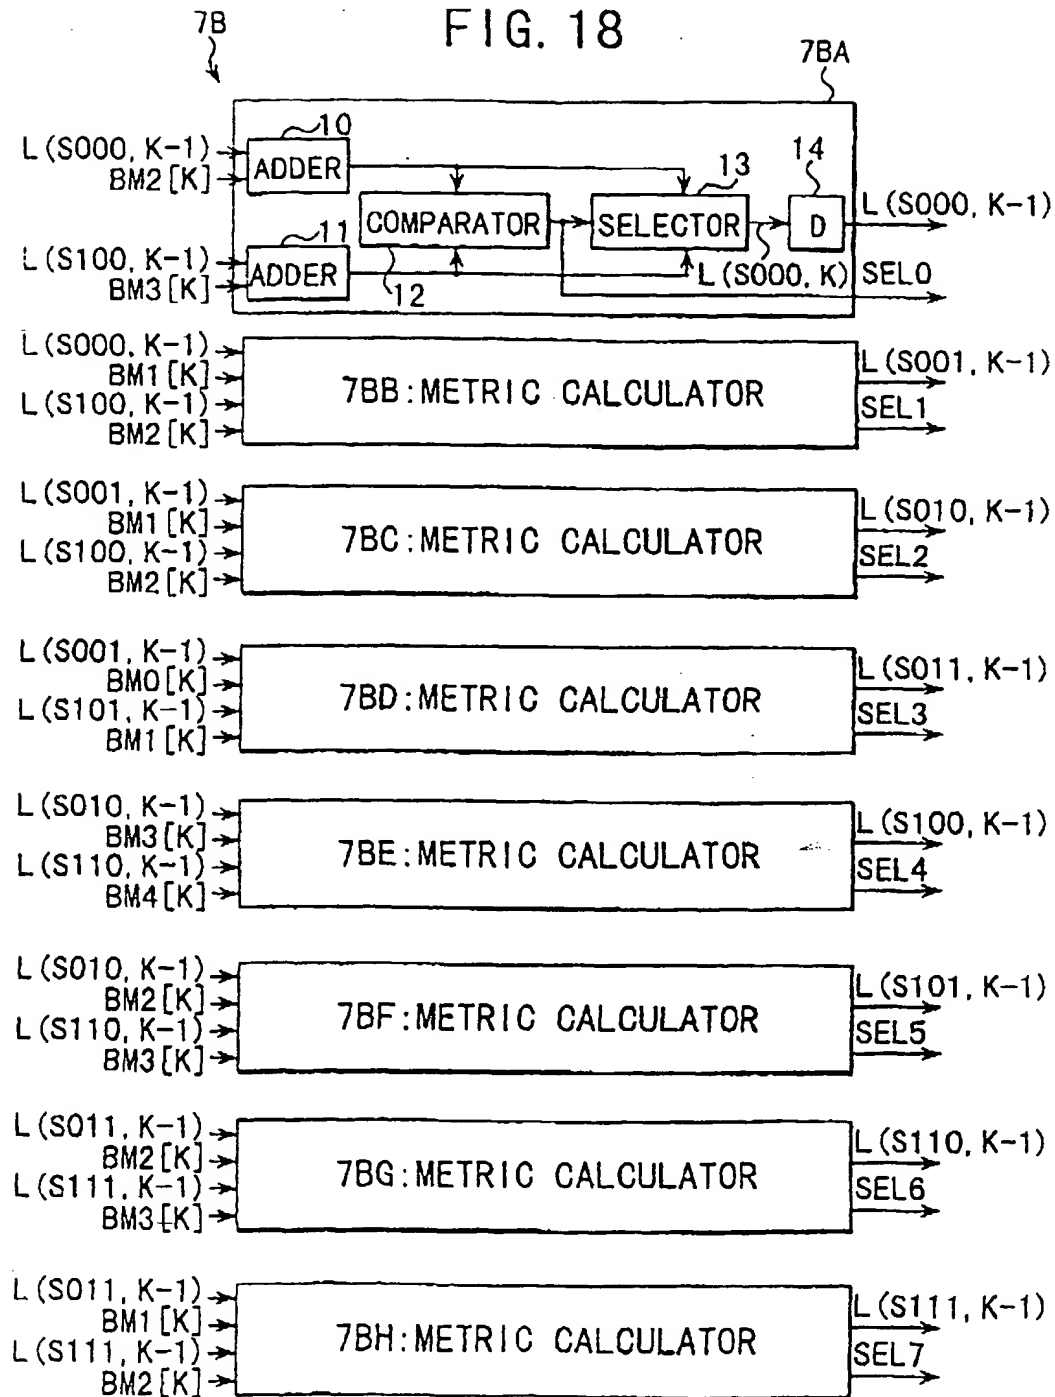 FIG. 18
7B
7BA
L(S000, K-1)
BM2[K]
L(S100, K-1)
BM3[K]
10
ADDER
11
ADDER
COMPARATOR
12
13
SELECTOR
14
D
L(S000, K)
L(S000, K-1)
SEL0
L(S000, K-1)
BM1[K]
L(S100, K-1)
BM2[K]
7BB:METRIC CALCULATOR
L(S001, K-1)
SEL1
L(S001, K-1)
BM1[K]
L(S100, K-1)
BM2[K]
7BC:METRIC CALCULATOR
L(S010, K-1)
SEL2
L(S001, K-1)
BM0[K]
L(S101, K-1)
BM1[K]
7BD:METRIC CALCULATOR
L(S011, K-1)
SEL3
L(S010, K-1)
BM3[K]
L(S110, K-1)
BM4[K]
7BE:METRIC CALCULATOR
L(S100, K-1)
SEL4
L(S010, K-1)
BM2[K]
L(S110, K-1)
BM3[K]
7BF:METRIC CALCULATOR
L(S101, K-1)
SEL5
L(S011, K-1)
BM2[K]
L(S111, K-1)
BM3[K]
7BG:METRIC CALCULATOR
L(S110, K-1)
SEL6
L(S011, K-1)
BM1[K]
L(S111, K-1)
BM2[K]
7BH:METRIC CALCULATOR
L(S111, K-1)
SEL7